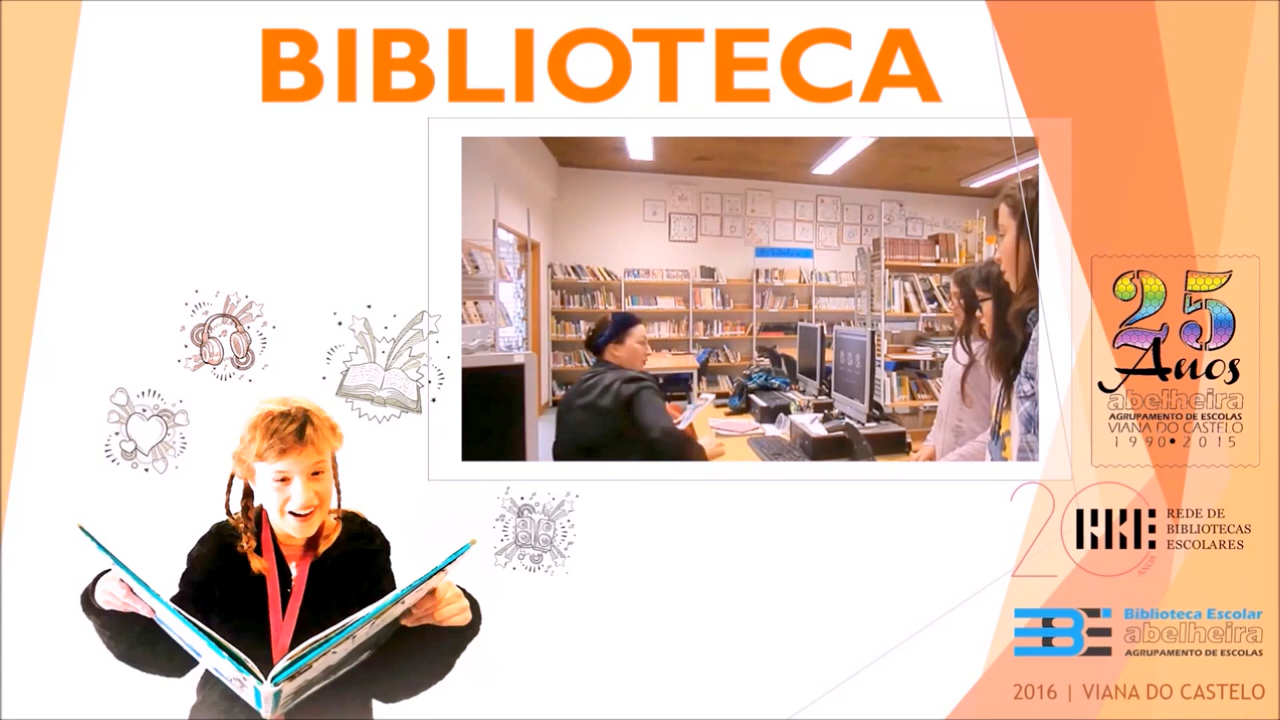 BIBLIOTECA
25
Anos
abelheira
AGRUPAMENTO DE ESCOLAS
VIANA DO CASTELO
1990•2015
20
ANOS
REDE DE
BIBLIOTECAS
ESCOLARES
Biblioteca Escolar
abelheira
AGRUPAMENTO DE ESCOLAS
2016 | VIANA DO CASTELO